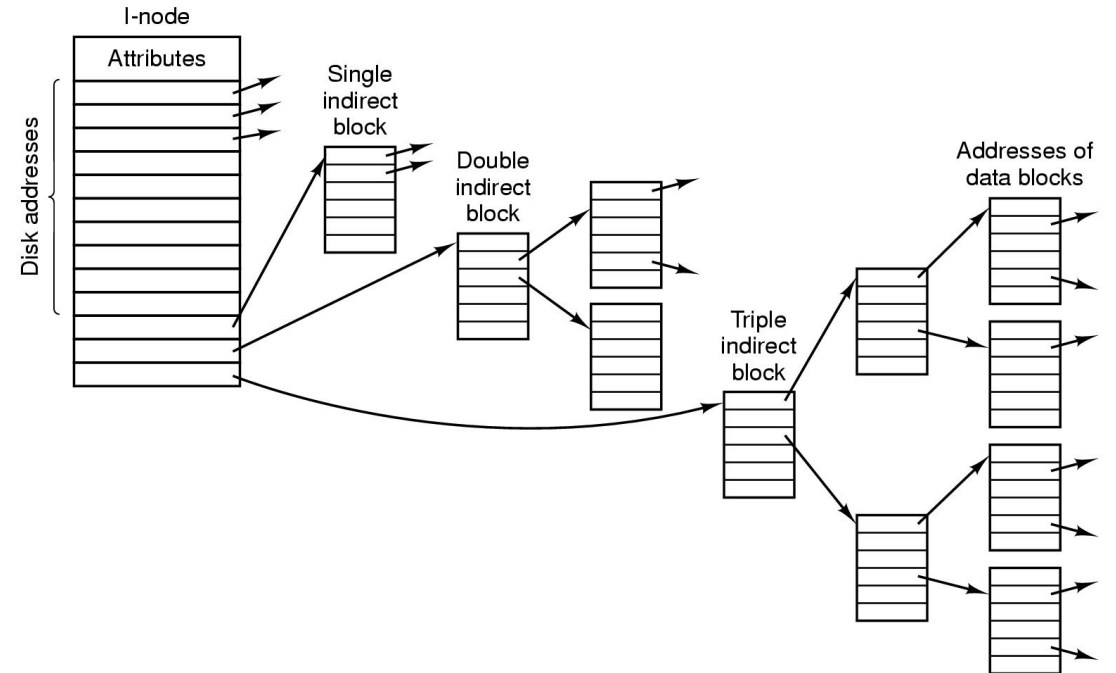 I-node
Attributes
Disk addresses
Single
indirect
block
Double
indirect
block
Triple
indirect
block
Addresses of
data blocks